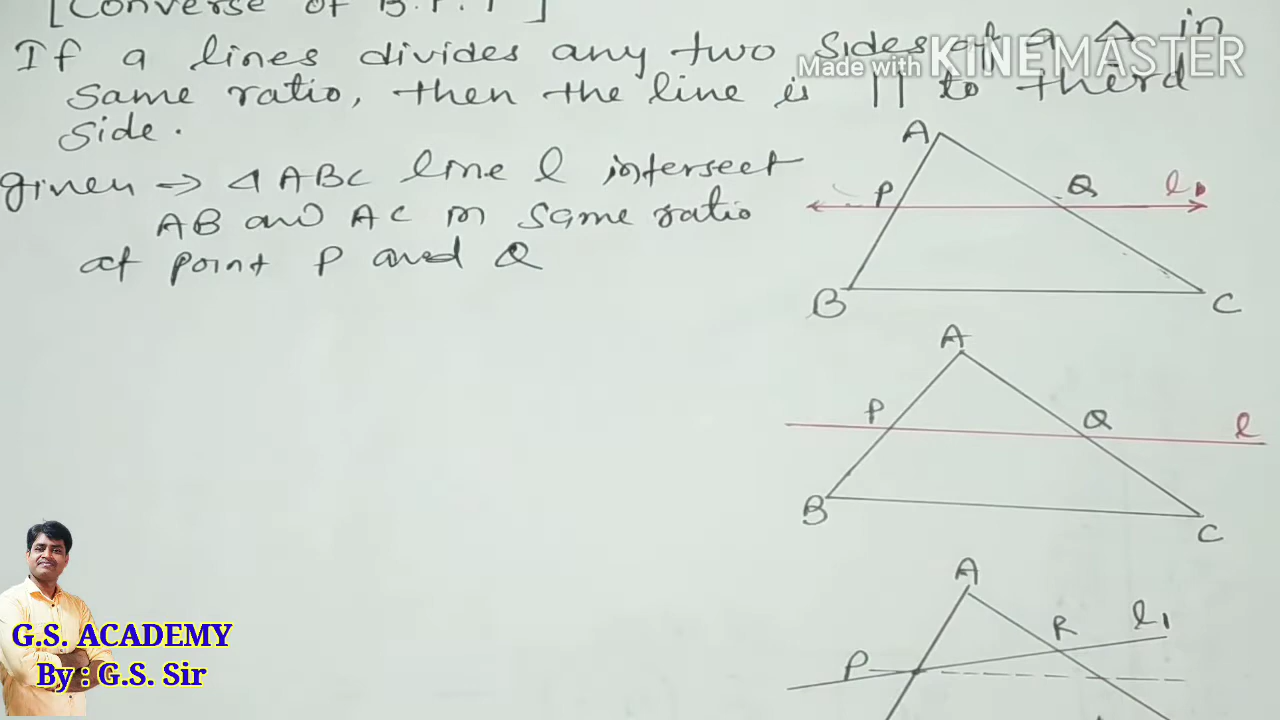 [Converse of B.P.T]
If a lines divides any two sides of a △ in
Made with KINEMASTER
same ratio, then the line is || to therd
side.
given → △ABC line l intersect
AB and AC in same ratio
at point P and Q
A
P
Q
l
B
C
A
P
Q
l
B
C
A
R
l₁
P
G.S. ACADEMY
By : G.S. Sir